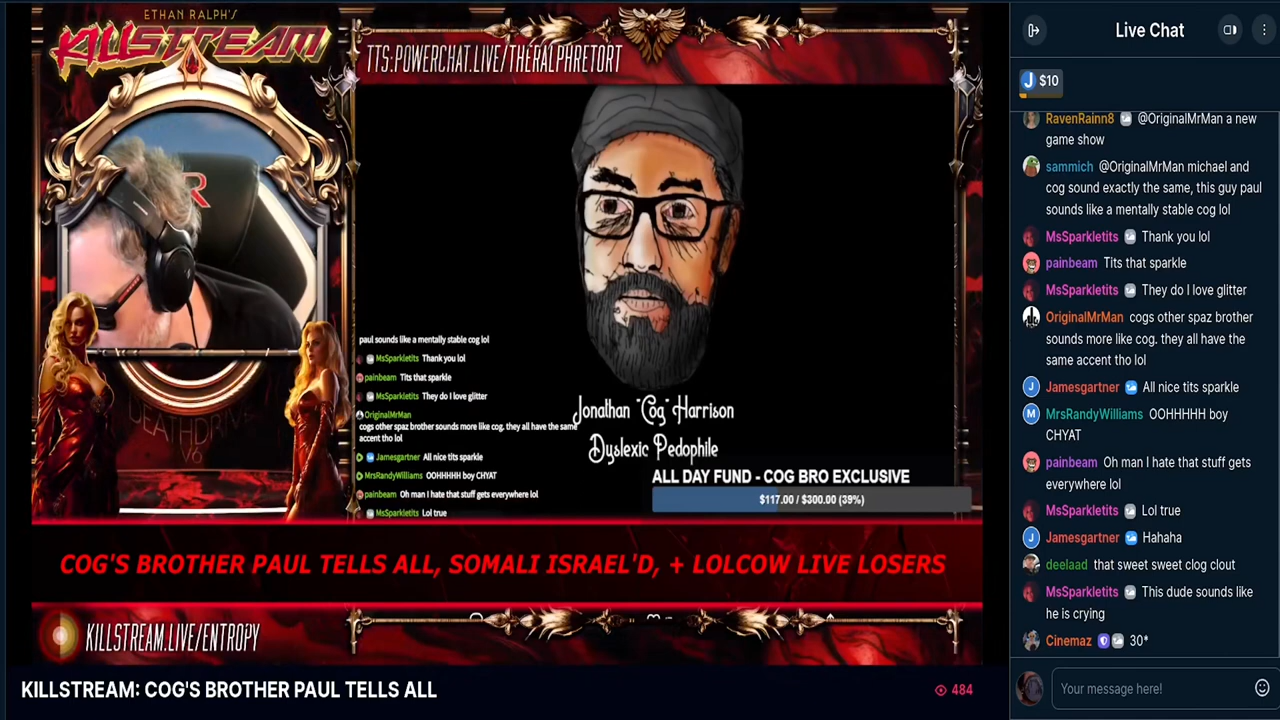 ETHAN RALPH'S
KILLSTREAM
TTS:POWERCHAT.LIVE/THERALPHRETORT
R
DEATHDRIVE
V6
paul sounds like a mentally stable cog lol
MsSparkletits Thank you lol
painbeam Tits that sparkle
MsSparkletits They do I love glitter
OriginalMrMan
cogs other spaz brother sounds more like cog. they all have the same
accent tho lol
Jamesgartner All nice tits sparkle
MrsRandyWilliams OOHHHHH boy CHYAT
painbeam Oh man I hate that stuff gets everywhere lol
MsSparkletits Lol true
Jonathan "Cog" Harrison
Dyslexic Pedophile
ALL DAY FUND - COG BRO EXCLUSIVE
$117.00 / $300.00 (39%)
COG'S BROTHER PAUL TELLS ALL, SOMALI ISRAEL'D, + LOLCOW LIVE LOSERS
KILLSTREAM.LIVE/ENTROPY
KILLSTREAM: COG'S BROTHER PAUL TELLS ALL
484
Live Chat
J $10
RavenRainn8 @OriginalMrMan a new
game show
sammich @OriginalMrMan michael and
cog sound exactly the same, this guy paul
sounds like a mentally stable cog lol
MsSparkletits Thank you lol
painbeam Tits that sparkle
MsSparkletits They do I love glitter
OriginalMrMan cogs other spaz brother
sounds more like cog. they all have the
same accent tho lol
J Jamesgartner All nice tits sparkle
M MrsRandyWilliams OOHHHHH boy
CHYAT
painbeam Oh man I hate that stuff gets
everywhere lol
MsSparkletits Lol true
J Jamesgartner Hahaha
deelaad that sweet sweet clog clout
MsSparkletits This dude sounds like
he is crying
Cinemaz 30*
Your message here!